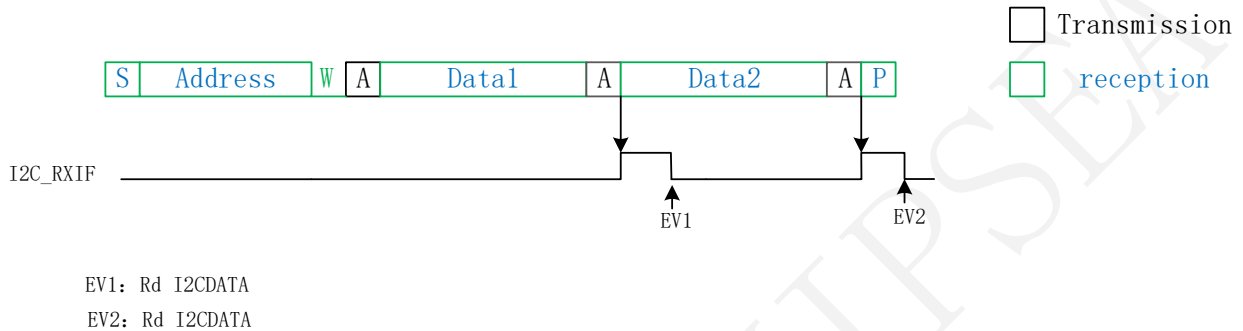 Transmission
S Address W A Data1 A Data2 A P
reception
I2C_RXIF
EV1
EV2
EV1: Rd I2CDATA
EV2: Rd I2CDATA